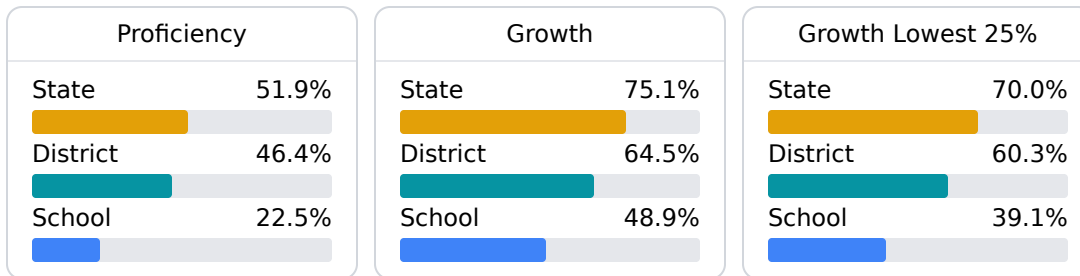 Proficiency
State 51.9%
District 46.4%
School 22.5%
Growth
State 75.1%
District 64.5%
School 48.9%
Growth Lowest 25%
State 70.0%
District 60.3%
School 39.1%